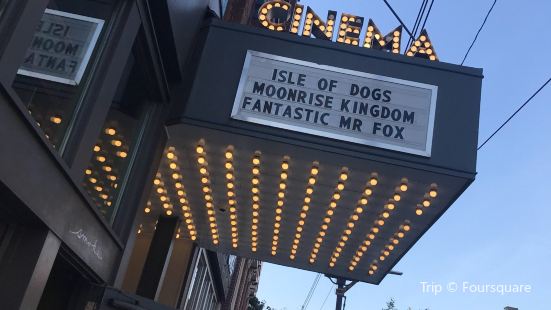 CINEMA
ISLE OF DOGS
MOONRISE KINGDOM
FANTASTIC MR FOX
ISLE
MOON
FANTA
Trip © Foursquare